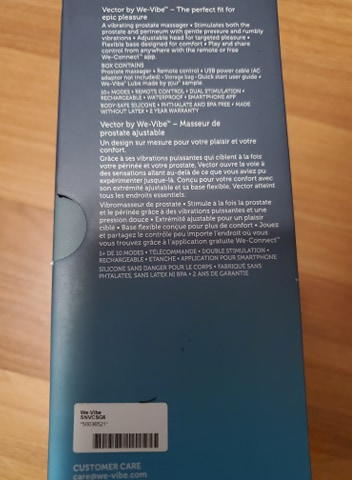 Vector by We-Vibe™ – The perfect fit for
epic pleasure
A vibrating prostate massager • Stimulates both the
prostate and perineum with gentle pressure and rumbly
vibrations • Adjustable head for targeted pleasure •
Flexible base designed for comfort • Play and share
control from anywhere with the remote or free
We-Connect™ app.
BOX CONTAINS
Prostate massager • Remote control • USB power cable (AC
adaptor not included) • Storage bag • Quick start guide •
We-Vibe Lube made by pjur sample
10+ MODES • REMOTE CONTROL • DUAL STIMULATION •
RECHARGEABLE • WATERPROOF • SMARTPHONE APP
BODY-SAFE SILICONE • PHTHALATE AND BPA FREE • MADE
WITHOUT LATEX • 2 YEAR WARRANTY
Vector by We-Vibe™ – Masseur de
prostate ajustable
Un design sur mesure pour votre plaisir et votre
confort.
Grâce à ses vibrations puissantes qui ciblent à la fois
votre périnée et votre prostate, Vector ouvre la voie à
des sensations allant au-delà de ce que vous aviez pu
expérimenter jusque-là. Conçu pour votre confort avec
son extrémité ajustable et sa base flexible, Vector atteint
tous les endroits essentiels.
Vibromasseur de prostate • Stimule à la fois la prostate
et le périnée grâce à des vibrations puissantes et une
pression douce • Extrémité ajustable pour un plaisir
ciblé • Base flexible conçue pour plus de confort • Jouez
et partagez le contrôle peu importe l'endroit où vous
vous trouvez grâce à l'application gratuite We-Connect™
+ DE 10 MODES • TÉLÉCOMMANDE • DOUBLE STIMULATION •
RECHARGEABLE • ETANCHE • APPLICATION POUR SMARTPHONE
SILICONE SANS DANGER POUR LE CORPS • FABRIQUÉ SANS
PHTALATES, SANS LATEX NI BPA • 2 ANS DE GARANTIE
We-Vibe
SNVCSG6
CUSTOMER CARE
care@we-vibe.com